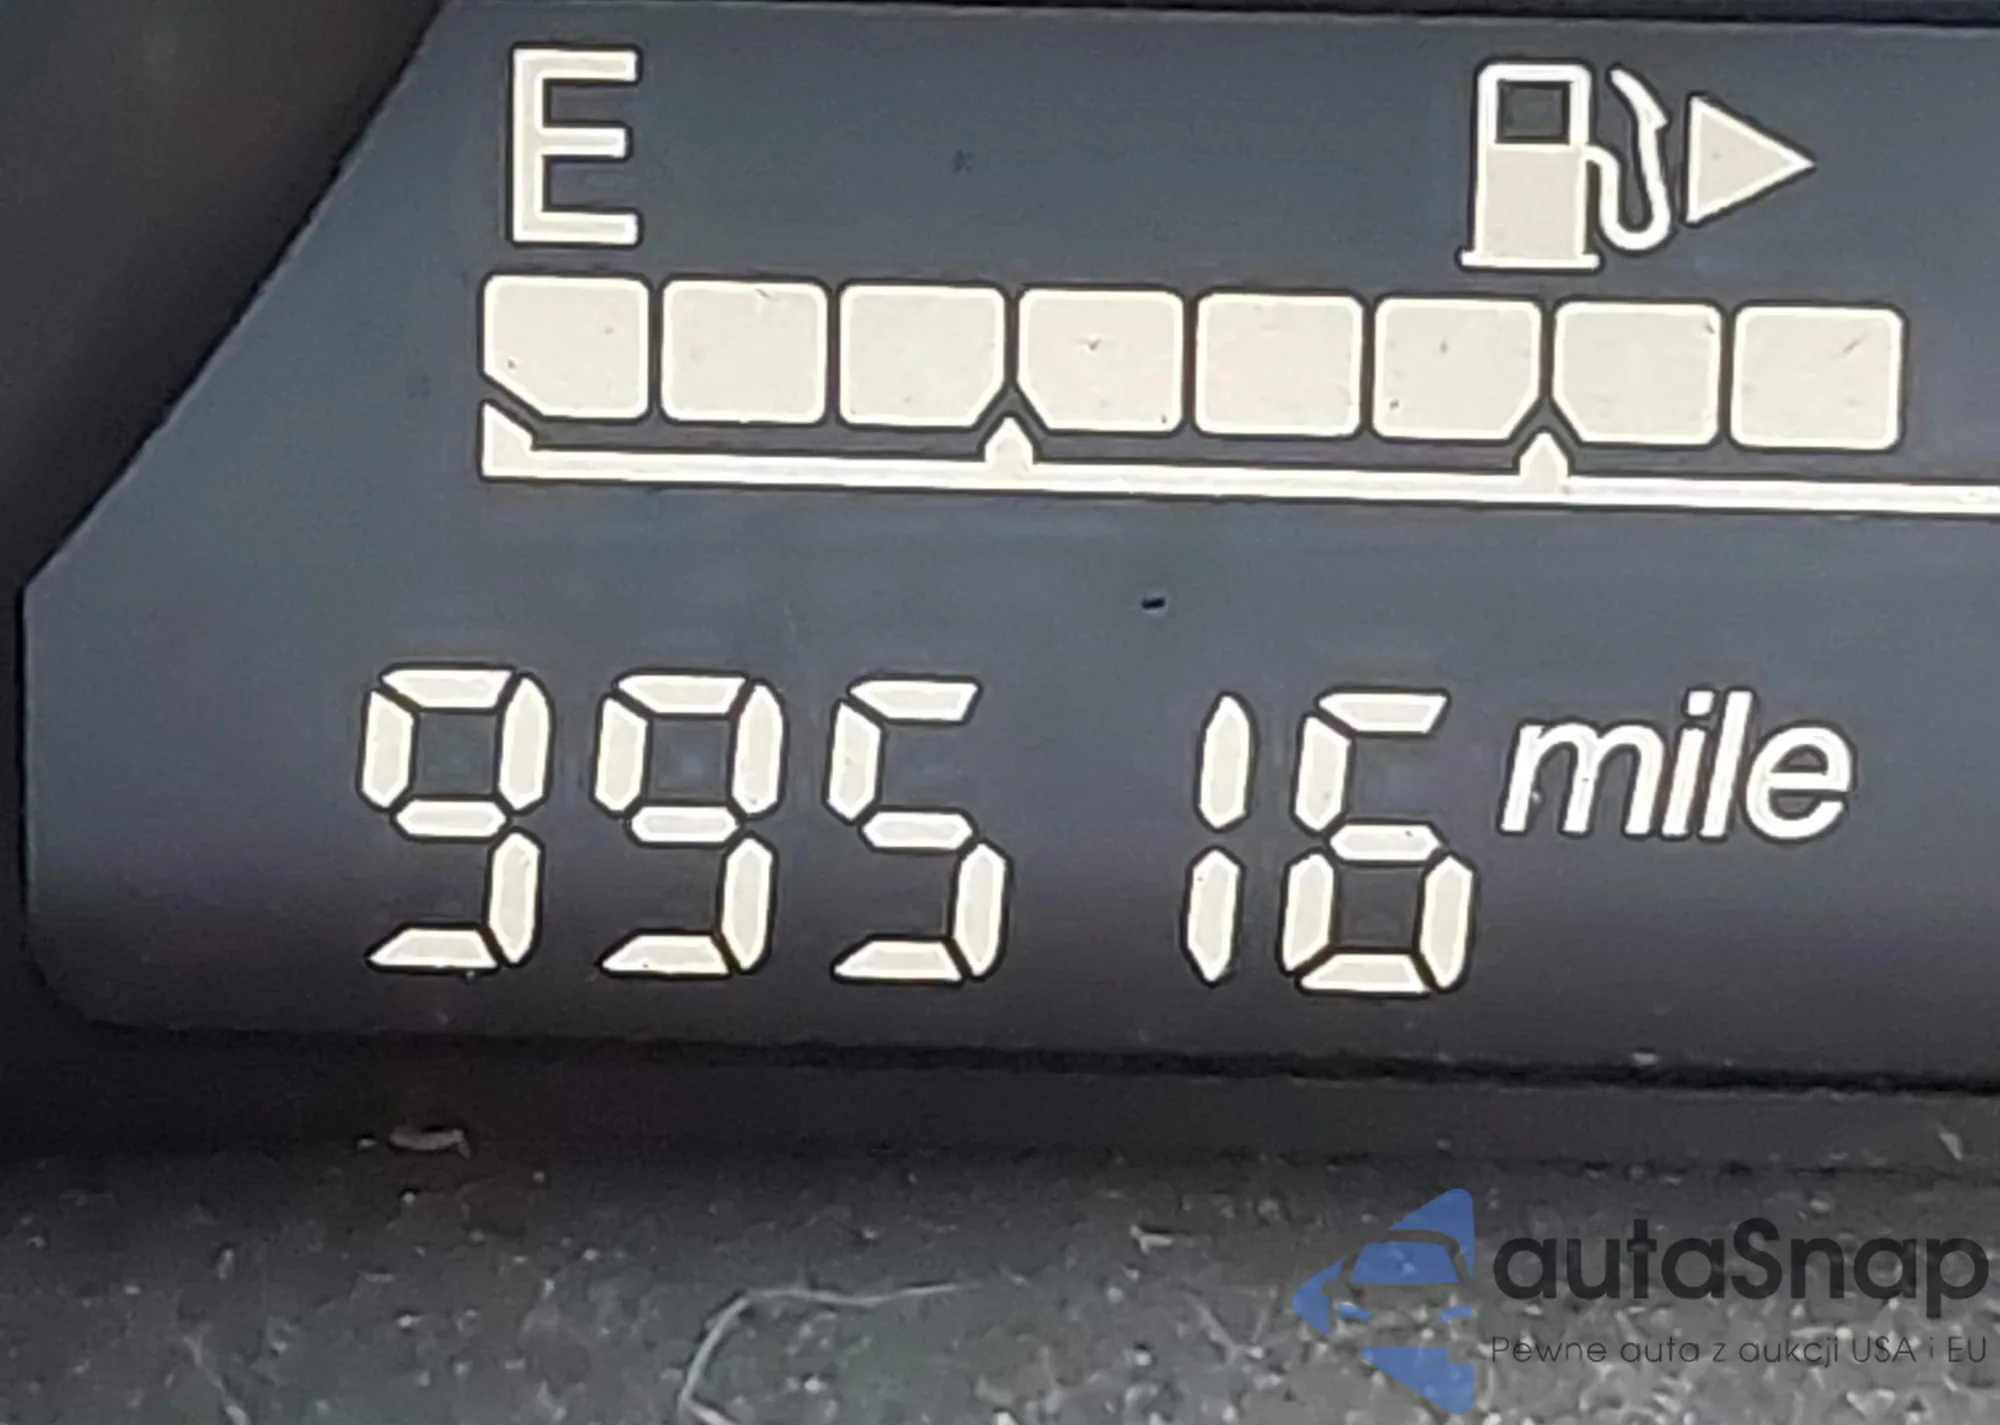 E
99516 mile
autaSnap
Pewne auta z aukcji USA i EU